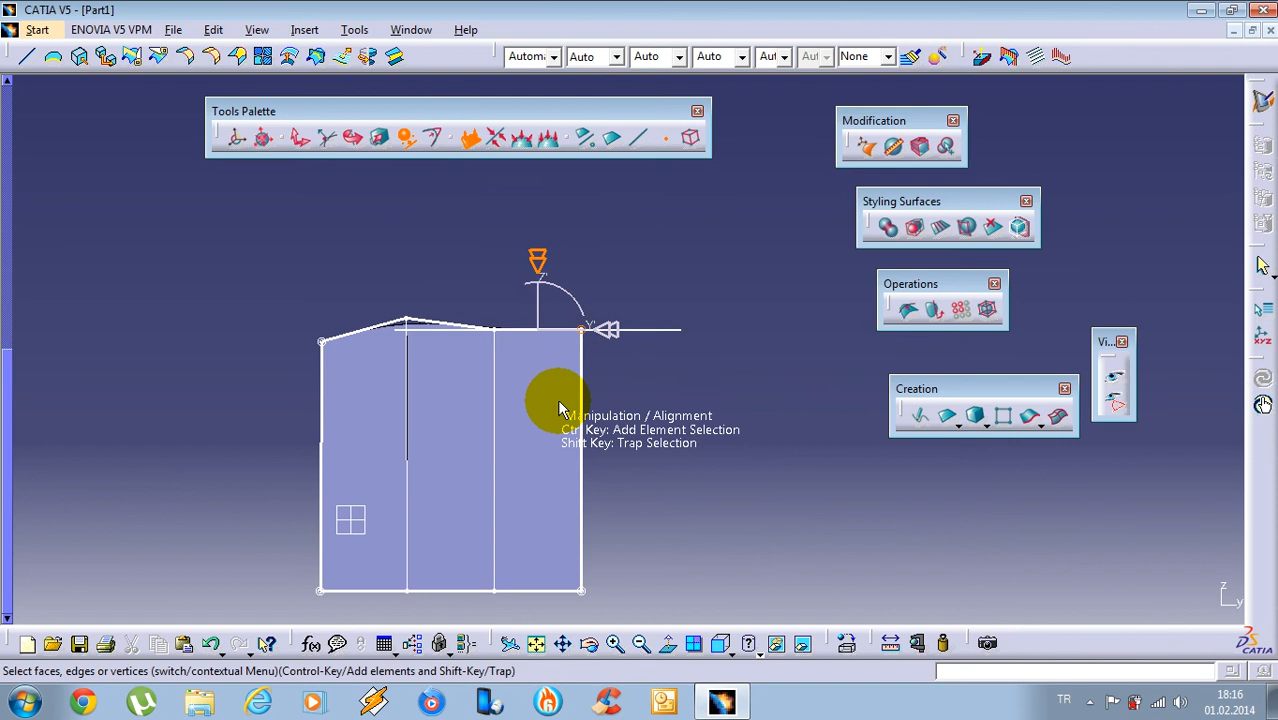 CATIA V5 - [Part1]
Start ENOVIA V5 VPM File Edit View Insert Tools Window Help
Automa Auto Auto Auto Aut Aut None
Tools Palette
Modification
Styling Surfaces
Operations
Vi...
Creation
Z'
Y'
Manipulation / Alignment
Ctrl Key: Add Element Selection
Shift Key: Trap Selection
XYZ
z
y
f(x)
CATIA
Select faces, edges or vertices (switch/contextual Menu)(Control-Key/Add elements and Shift-Key/Trap)
TR
18:16
01.02.2014